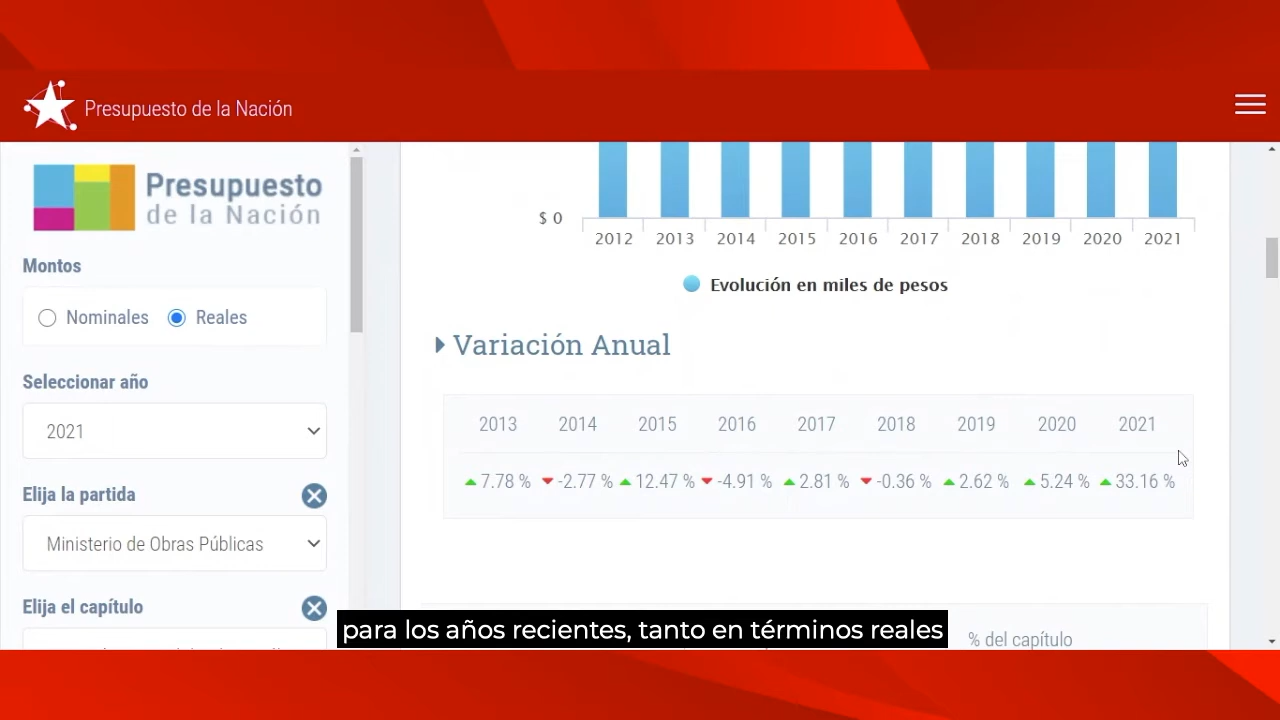 Presupuesto de la Nación
Presupuesto
de la Nación
Montos
Nominales Reales
Seleccionar año
2021
Elija la partida
Ministerio de Obras Públicas
Elija el capítulo
$ 0
2012 2013 2014 2015 2016 2017 2018 2019 2020 2021
Evolución en miles de pesos
Variación Anual
2013 2014 2015 2016 2017 2018 2019 2020 2021
7.78 % -2.77 % 12.47 % -4.91 % 2.81 % -0.36 % 2.62 % 5.24 % 33.16 %
% del capítulo
para los años recientes, tanto en términos reales